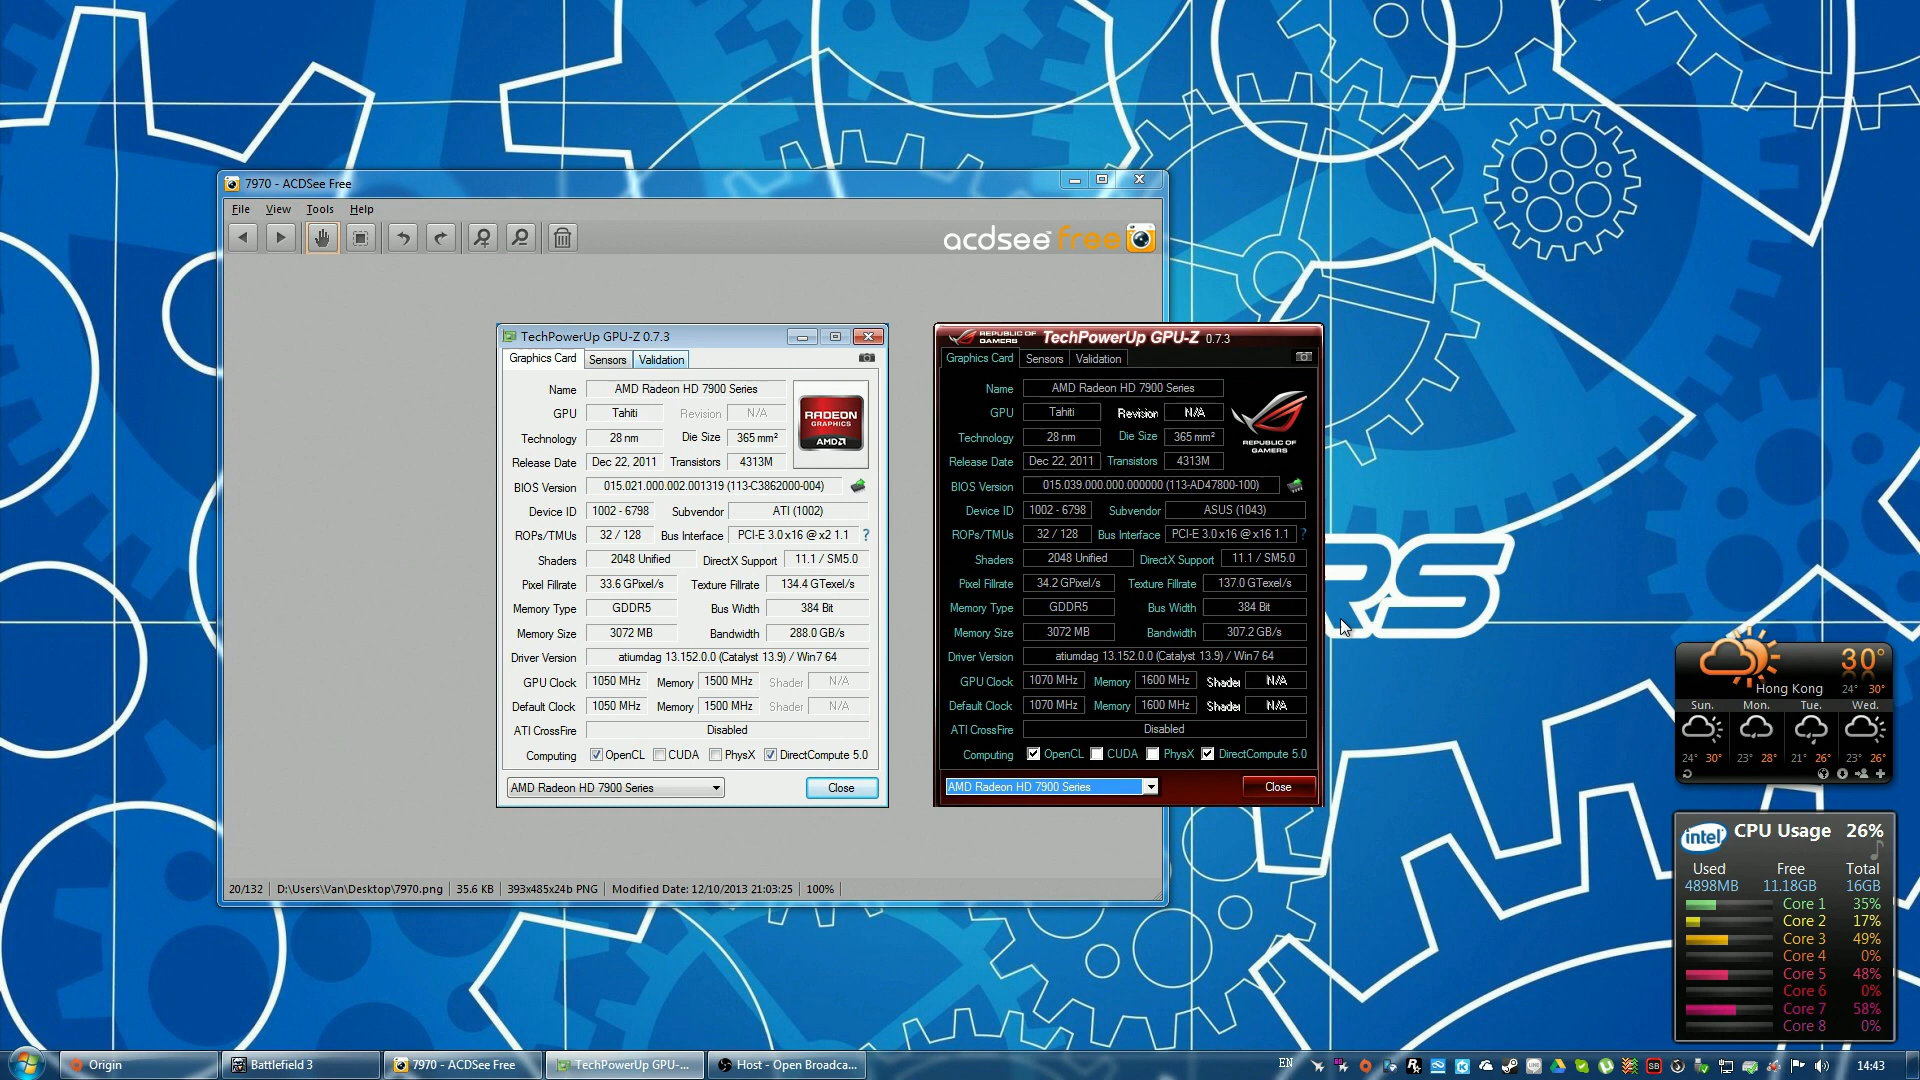 7970 - ACDSee Free
File View Tools Help
acdsee free
TechPowerUp GPU-Z 0.7.3
Graphics Card Sensors Validation
Name AMD Radeon HD 7900 Series
GPU Tahiti Revision N/A
RADEON
GRAPHICS
AMD
Technology 28 nm Die Size 365 mm²
Release Date Dec 22, 2011 Transistors 4313M
BIOS Version 015.021.000.002.001319 (113-C3862000-004)
Device ID 1002 - 6798 Subvendor ATI (1002)
ROPs/TMUs 32 / 128 Bus Interface PCI-E 3.0 x16 @ x2 1.1 ?
Shaders 2048 Unified DirectX Support 11.1 / SM5.0
Pixel Fillrate 33.6 GPixel/s Texture Fillrate 134.4 GTexel/s
Memory Type GDDR5 Bus Width 384 Bit
Memory Size 3072 MB Bandwidth 288.0 GB/s
Driver Version atiumdag 13.152.0.0 (Catalyst 13.9) / Win7 64
GPU Clock 1050 MHz Memory 1500 MHz Shader N/A
Default Clock 1050 MHz Memory 1500 MHz Shader N/A
ATI CrossFire Disabled
Computing OpenCL CUDA PhysX DirectCompute 5.0
AMD Radeon HD 7900 Series Close
REPUBLIC OF
GAMERS
TechPowerUp GPU-Z 0.7.3
Graphics Card Sensors Validation
Name AMD Radeon HD 7900 Series
GPU Tahiti Revision N/A
REPUBLIC OF
GAMERS
Technology 28 nm Die Size 365 mm²
Release Date Dec 22, 2011 Transistors 4313M
BIOS Version 015.039.000.000.000000 (113-AD47800-100)
Device ID 1002 - 6798 Subvendor ASUS (1043)
ROPs/TMUs 32 / 128 Bus Interface PCI-E 3.0 x16 @ x16 1.1 ?
Shaders 2048 Unified DirectX Support 11.1 / SM5.0
Pixel Fillrate 34.2 GPixel/s Texture Fillrate 137.0 GTexel/s
Memory Type GDDR5 Bus Width 384 Bit
Memory Size 3072 MB Bandwidth 307.2 GB/s
Driver Version atiumdag 13.152.0.0 (Catalyst 13.9) / Win7 64
GPU Clock 1070 MHz Memory 1600 MHz Shader N/A
Default Clock 1070 MHz Memory 1600 MHz Shader N/A
ATI CrossFire Disabled
Computing OpenCL CUDA PhysX DirectCompute 5.0
AMD Radeon HD 7900 Series Close
20/132 D:\Users\Van\Desktop\7970.png 35.6 KB 393x485x24b PNG Modified Date: 12/10/2013 21:03:25 100%
RS
30°
Hong Kong 24° 30°
Sun. Mon. Tue. Wed.
24° 30° 23° 28° 21° 26° 23° 26°
intel CPU Usage 26%
Used Free Total
4898MB 11.18GB 16GB
Core 1 35%
Core 2 17%
Core 3 49%
Core 4 0%
Core 5 48%
Core 6 0%
Core 7 58%
Core 8 0%
Origin Battlefield 3 7970 - ACDSee Free TechPowerUp GPU-... Host - Open Broadca... EN 14:43